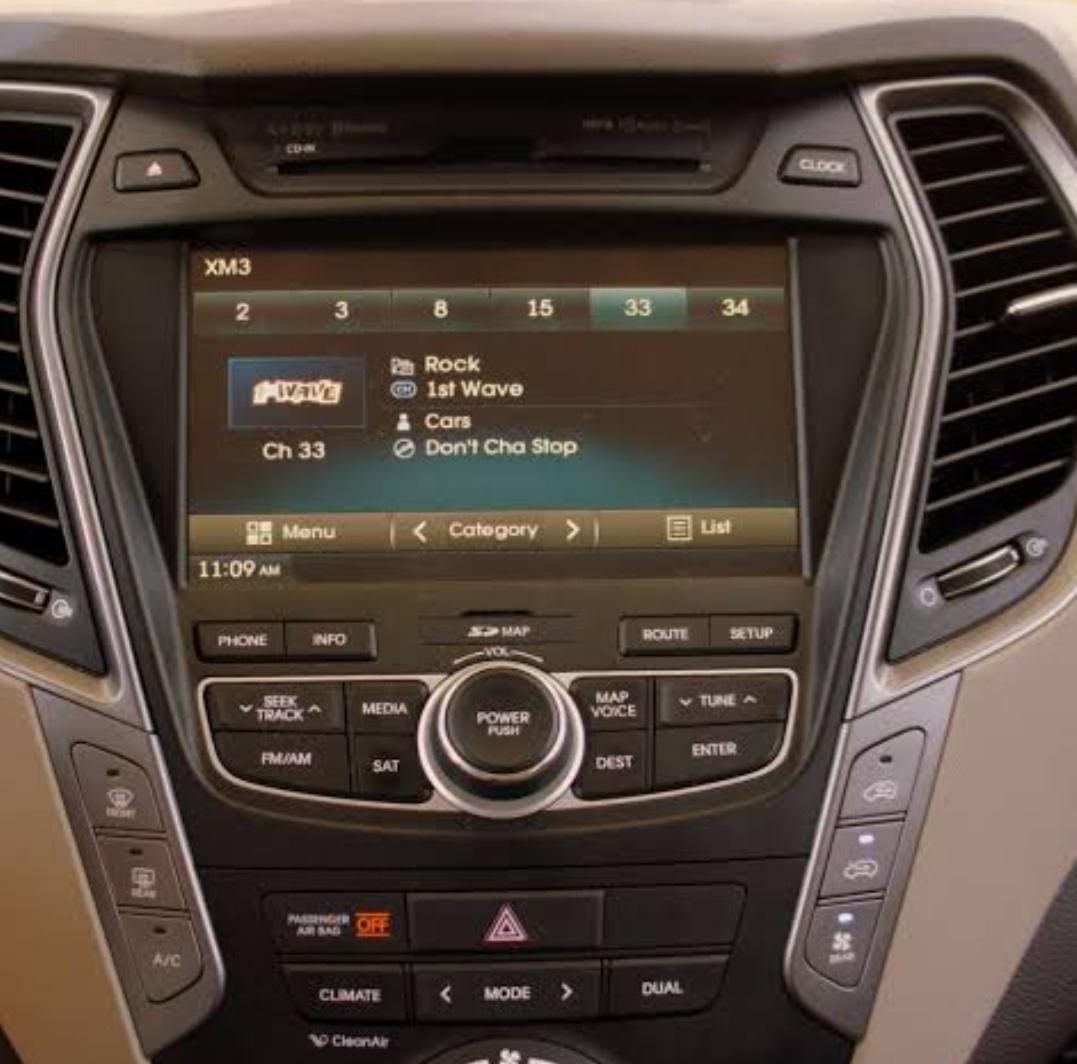 CD-IN
CLOCK
XM3
2 3 8 15 33 34
1st WAVE
Rock
1st Wave
Ch 33
Cars
Don't Cha Stop
Menu < Category > List
11:09 AM
PHONE INFO
SD MAP
ROUTE SETUP
VOL
SEEK
TRACK
MEDIA
POWER
PUSH
MAP
VOICE
TUNE
FM/AM
SAT
DEST
ENTER
FRONT
REAR
A/C
REAR
PASSENGER
AIR BAG OFF
CLIMATE
< MODE >
DUAL
CleanAir